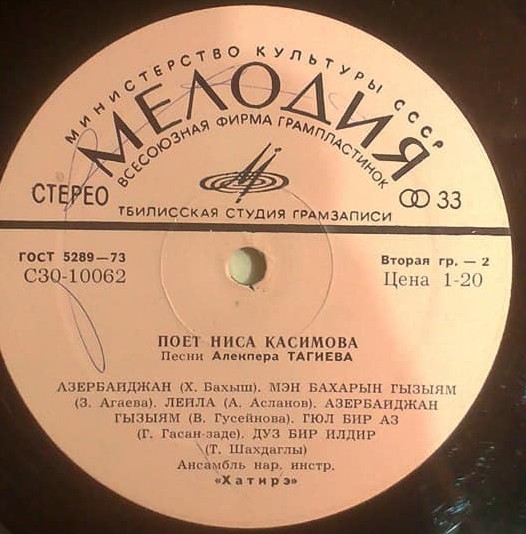 МИНИСТЕРСТВО КУЛЬТУРЫ СССР
МЕЛОДИЯ
ВСЕСОЮЗНАЯ ФИРМА ГРАМПЛАСТИНОК
СТЕРЕО
33
ТБИЛИССКАЯ СТУДИЯ ГРАМЗАПИСИ
ГОСТ 5289—73
Вторая гр. — 2
С30-10062
Цена 1-20
ПОЕТ НИСА КАСИМОВА
Песни Алекпера ТАГИЕВА
АЗЕРБАЙДЖАН (Х. Бахыш). МЭН БАХАРЫН ГЫЗЫЯМ
(З. Агаева). ЛЕЙЛА (А. Асланов). АЗЕРБАЙДЖАН
ГЫЗЫЯМ (В. Гусейнова). ГЮЛ БИР АЗ
(Г. Гасан-заде). ДУЗ БИР ИЛДИР
(Т. Шахдаглы)
Ансамбль нар. инстр.
«Хатирэ»